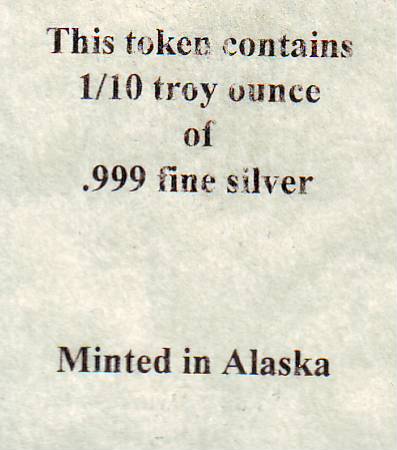 This token contains
1/10 troy ounce
of
.999 fine silver
Minted in Alaska